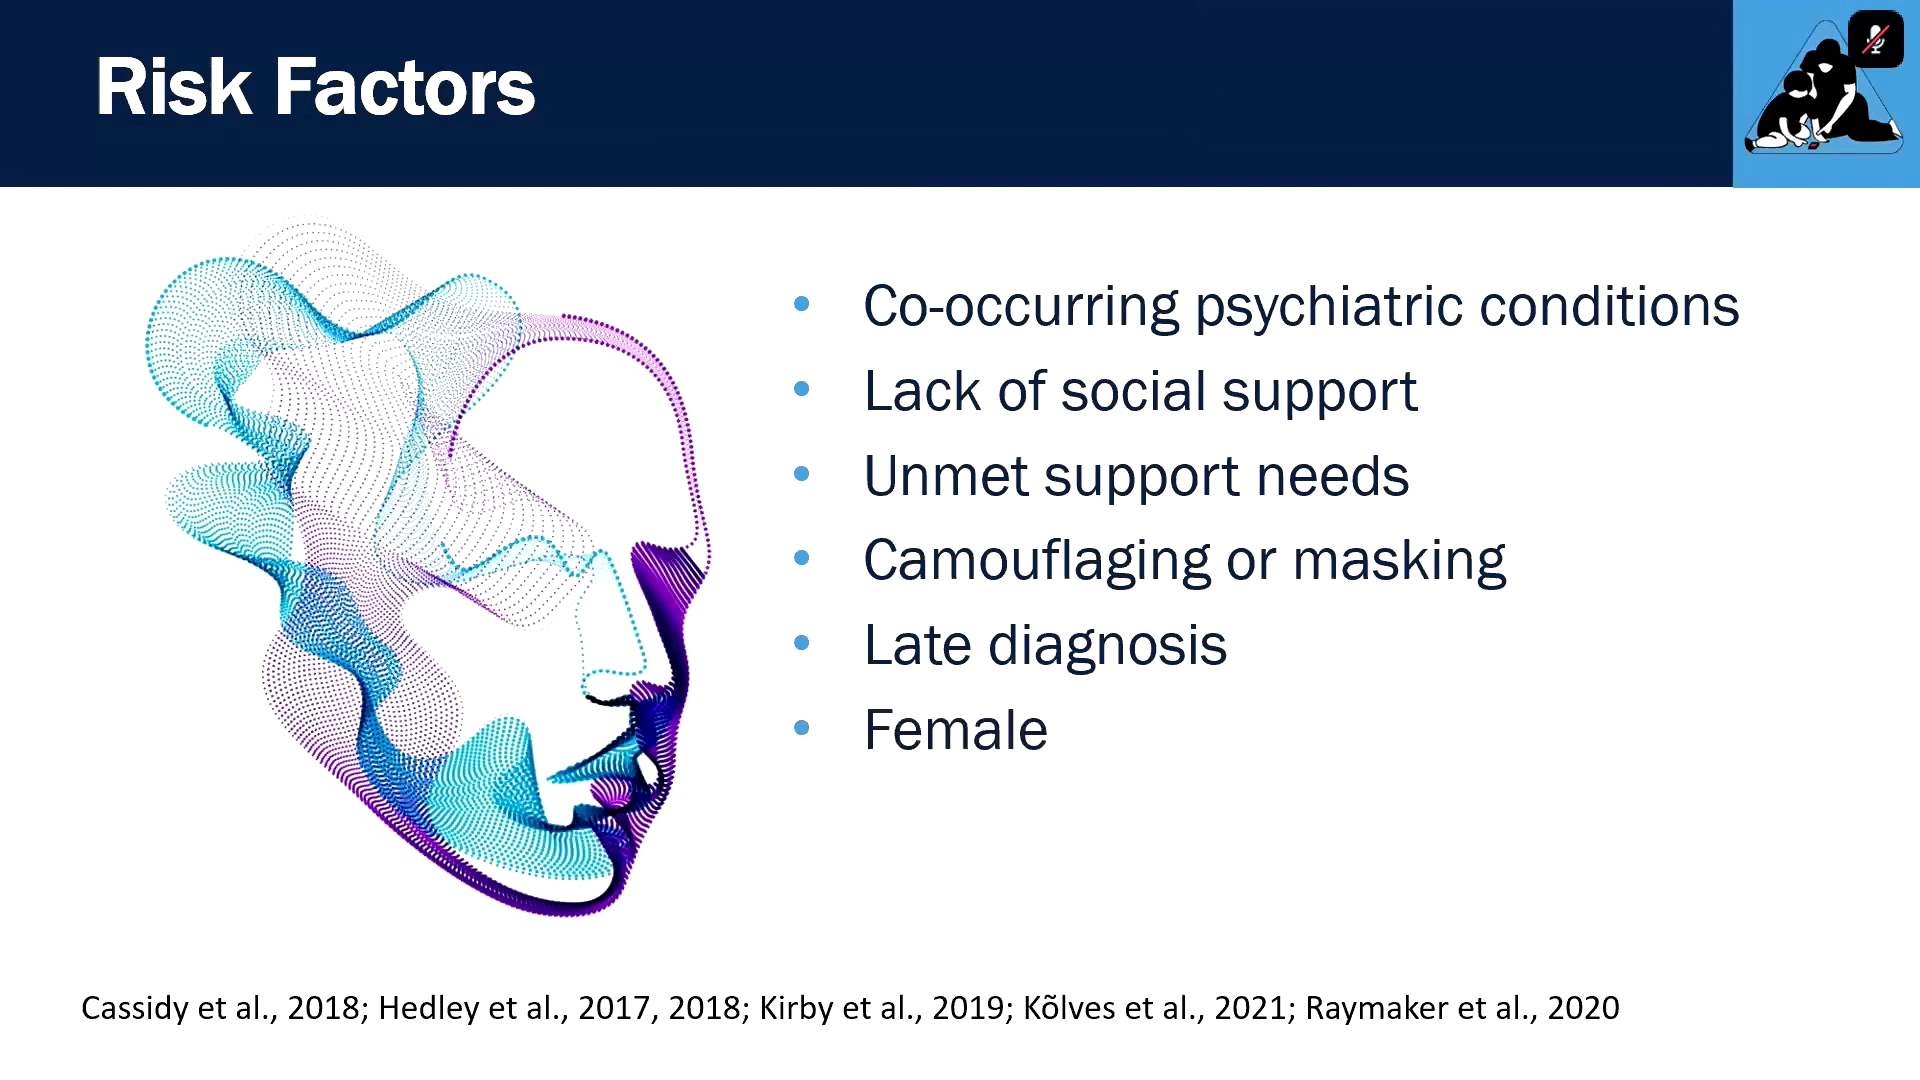 Risk Factors
• Co-occurring psychiatric conditions
• Lack of social support
• Unmet support needs
• Camouflaging or masking
• Late diagnosis
• Female
Cassidy et al., 2018; Hedley et al., 2017, 2018; Kirby et al., 2019; Kõlves et al., 2021; Raymaker et al., 2020